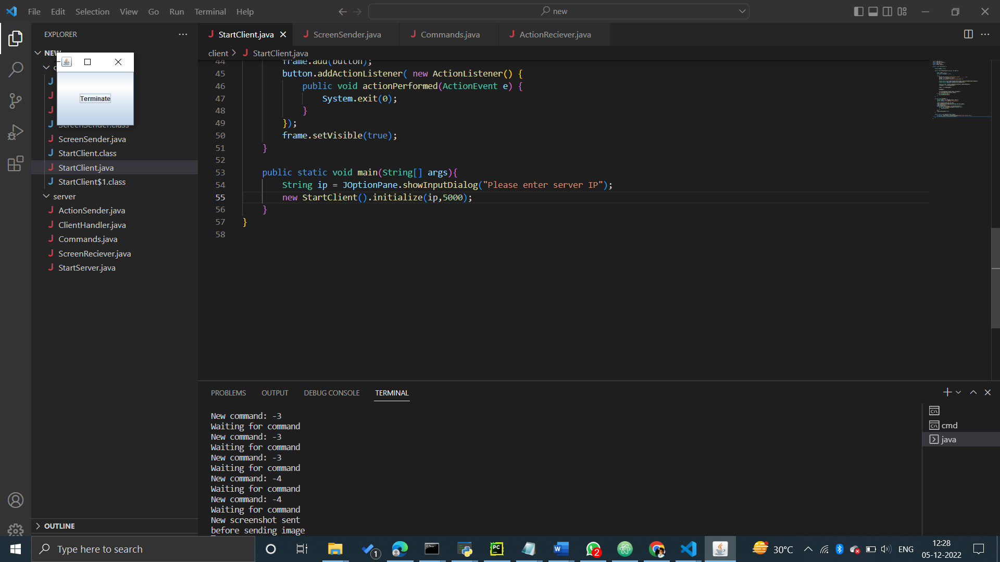 File Edit Selection View Go Run Terminal Help
new
EXPLORER
NEW
Terminate
ScreenSender.class
ScreenSender.java
StartClient.class
StartClient.java
StartClient$1.class
server
ActionSender.java
ClientHandler.java
Commands.java
ScreenReciever.java
StartServer.java
OUTLINE
StartClient.java ScreenSender.java Commands.java ActionReciever.java
client > StartClient.java
44 frame.add(button);
45 button.addActionListener( new ActionListener() {
46 public void actionPerformed(ActionEvent e) {
47 System.exit(0);
48 }
49 });
50 frame.setVisible(true);
51 }
52
53 public static void main(String[] args){
54 String ip = JOptionPane.showInputDialog("Please enter server IP");
55 new StartClient().initialize(ip,5000);
56 }
57 }
58
PROBLEMS OUTPUT DEBUG CONSOLE TERMINAL
New command: -3
Waiting for command
New command: -3
Waiting for command
New command: -3
Waiting for command
New command: -4
Waiting for command
New command: -4
Waiting for command
New screenshot sent
before sending image
cmd
java
Type here to search
1
PC
W
2
30°C
ENG
12:28
05-12-2022